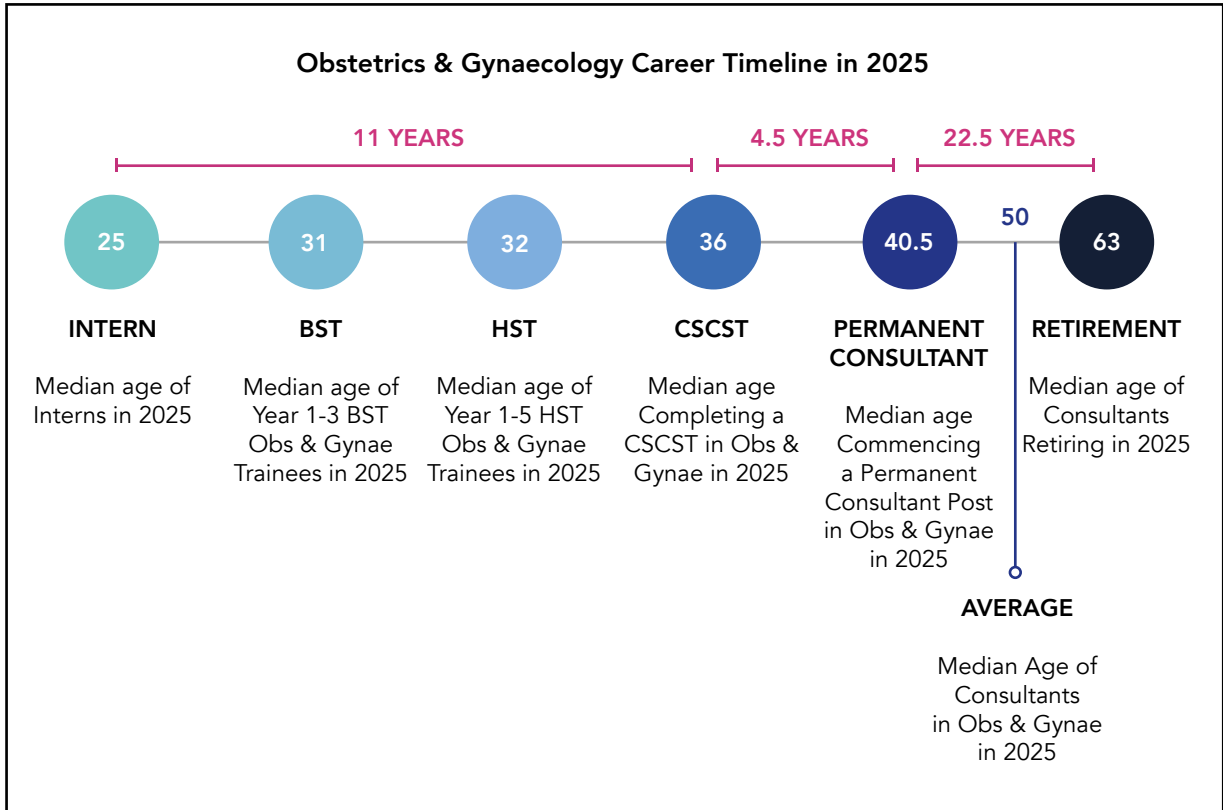 Obstetrics & Gynaecology Career Timeline in 2025
11 YEARS
4.5 YEARS
22.5 YEARS
25
31
32
36
40.5
50
63
INTERN
Median age of
Interns in 2025
BST
Median age of
Year 1-3 BST
Obs & Gynae
Trainees in 2025
HST
Median age of
Year 1-5 HST
Obs & Gynae
Trainees in 2025
CSCST
Median age
Completing a
CSCST in Obs &
Gynae in 2025
PERMANENT
CONSULTANT
Median age
Commencing
a Permanent
Consultant Post
in Obs & Gynae
in 2025
RETIREMENT
Median age of
Consultants
Retiring in 2025
AVERAGE
Median Age of
Consultants
in Obs & Gynae
in 2025